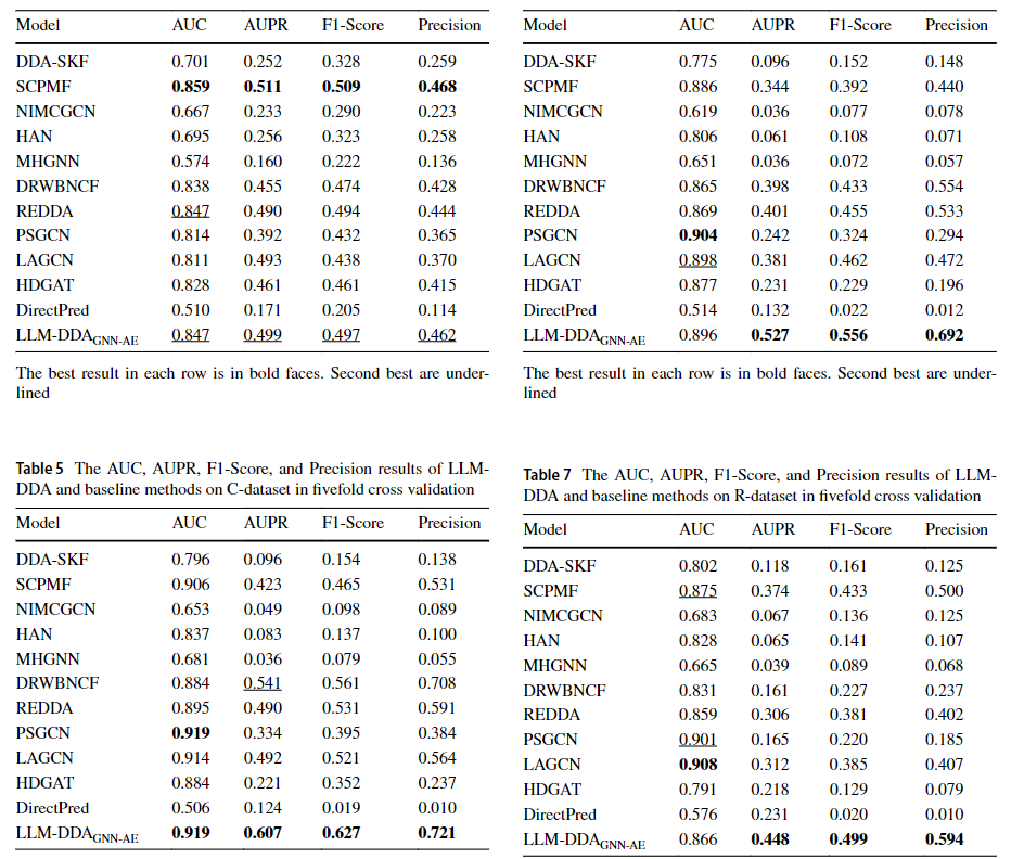 Model AUC AUPR F1-Score Precision
DDA-SKF 0.701 0.252 0.328 0.259
SCPMF 0.859 0.511 0.509 0.468
NIMCGCN 0.667 0.233 0.290 0.223
HAN 0.695 0.256 0.323 0.258
MHGNN 0.574 0.160 0.222 0.136
DRWBNCF 0.838 0.455 0.474 0.428
REDDA 0.847 0.490 0.494 0.444
PSGCN 0.814 0.392 0.432 0.365
LAGCN 0.811 0.493 0.438 0.370
HDGAT 0.828 0.461 0.461 0.415
DirectPred 0.510 0.171 0.205 0.114
LLM-DDAGNN-AE 0.847 0.499 0.497 0.462
The best result in each row is in bold faces. Second best are under-
lined
Model AUC AUPR F1-Score Precision
DDA-SKF 0.775 0.096 0.152 0.148
SCPMF 0.886 0.344 0.392 0.440
NIMCGCN 0.619 0.036 0.077 0.078
HAN 0.806 0.061 0.108 0.071
MHGNN 0.651 0.036 0.072 0.057
DRWBNCF 0.865 0.398 0.433 0.554
REDDA 0.869 0.401 0.455 0.533
PSGCN 0.904 0.242 0.324 0.294
LAGCN 0.898 0.381 0.462 0.472
HDGAT 0.877 0.231 0.229 0.196
DirectPred 0.514 0.132 0.022 0.012
LLM-DDAGNN-AE 0.896 0.527 0.556 0.692
The best result in each row is in bold faces. Second best are under-
lined
Table 5 The AUC, AUPR, F1-Score, and Precision results of LLM-
DDA and baseline methods on C-dataset in fivefold cross validation
Model AUC AUPR F1-Score Precision
DDA-SKF 0.796 0.096 0.154 0.138
SCPMF 0.906 0.423 0.465 0.531
NIMCGCN 0.653 0.049 0.098 0.089
HAN 0.837 0.083 0.137 0.100
MHGNN 0.681 0.036 0.079 0.055
DRWBNCF 0.884 0.541 0.561 0.708
REDDA 0.895 0.490 0.531 0.591
PSGCN 0.919 0.334 0.395 0.384
LAGCN 0.914 0.492 0.521 0.564
HDGAT 0.884 0.221 0.352 0.237
DirectPred 0.506 0.124 0.019 0.010
LLM-DDAGNN-AE 0.919 0.607 0.627 0.721
Table 7 The AUC, AUPR, F1-Score, and Precision results of LLM-
DDA and baseline methods on R-dataset in fivefold cross validation
Model AUC AUPR F1-Score Precision
DDA-SKF 0.802 0.118 0.161 0.125
SCPMF 0.875 0.374 0.433 0.500
NIMCGCN 0.683 0.067 0.136 0.125
HAN 0.828 0.065 0.141 0.107
MHGNN 0.665 0.039 0.089 0.068
DRWBNCF 0.831 0.161 0.227 0.237
REDDA 0.859 0.306 0.381 0.402
PSGCN 0.901 0.165 0.220 0.185
LAGCN 0.908 0.312 0.385 0.407
HDGAT 0.791 0.218 0.129 0.079
DirectPred 0.576 0.231 0.020 0.010
LLM-DDAGNN-AE 0.866 0.448 0.499 0.594